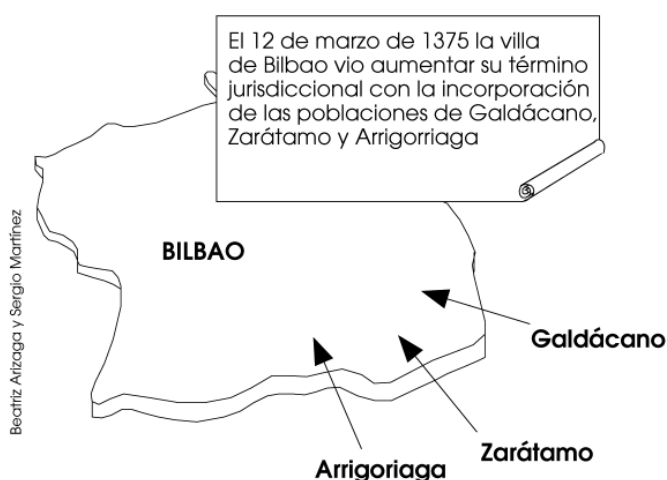 El 12 de marzo de 1375 la villa
de Bilbao vio aumentar su término
jurisdiccional con la incorporación
de las poblaciones de Galdácano,
Zarátamo y Arrigorriaga
BILBAO
Galdácano
Zarátamo
Arrigoriaga
Beatriz Arizaga y Sergio Martínez